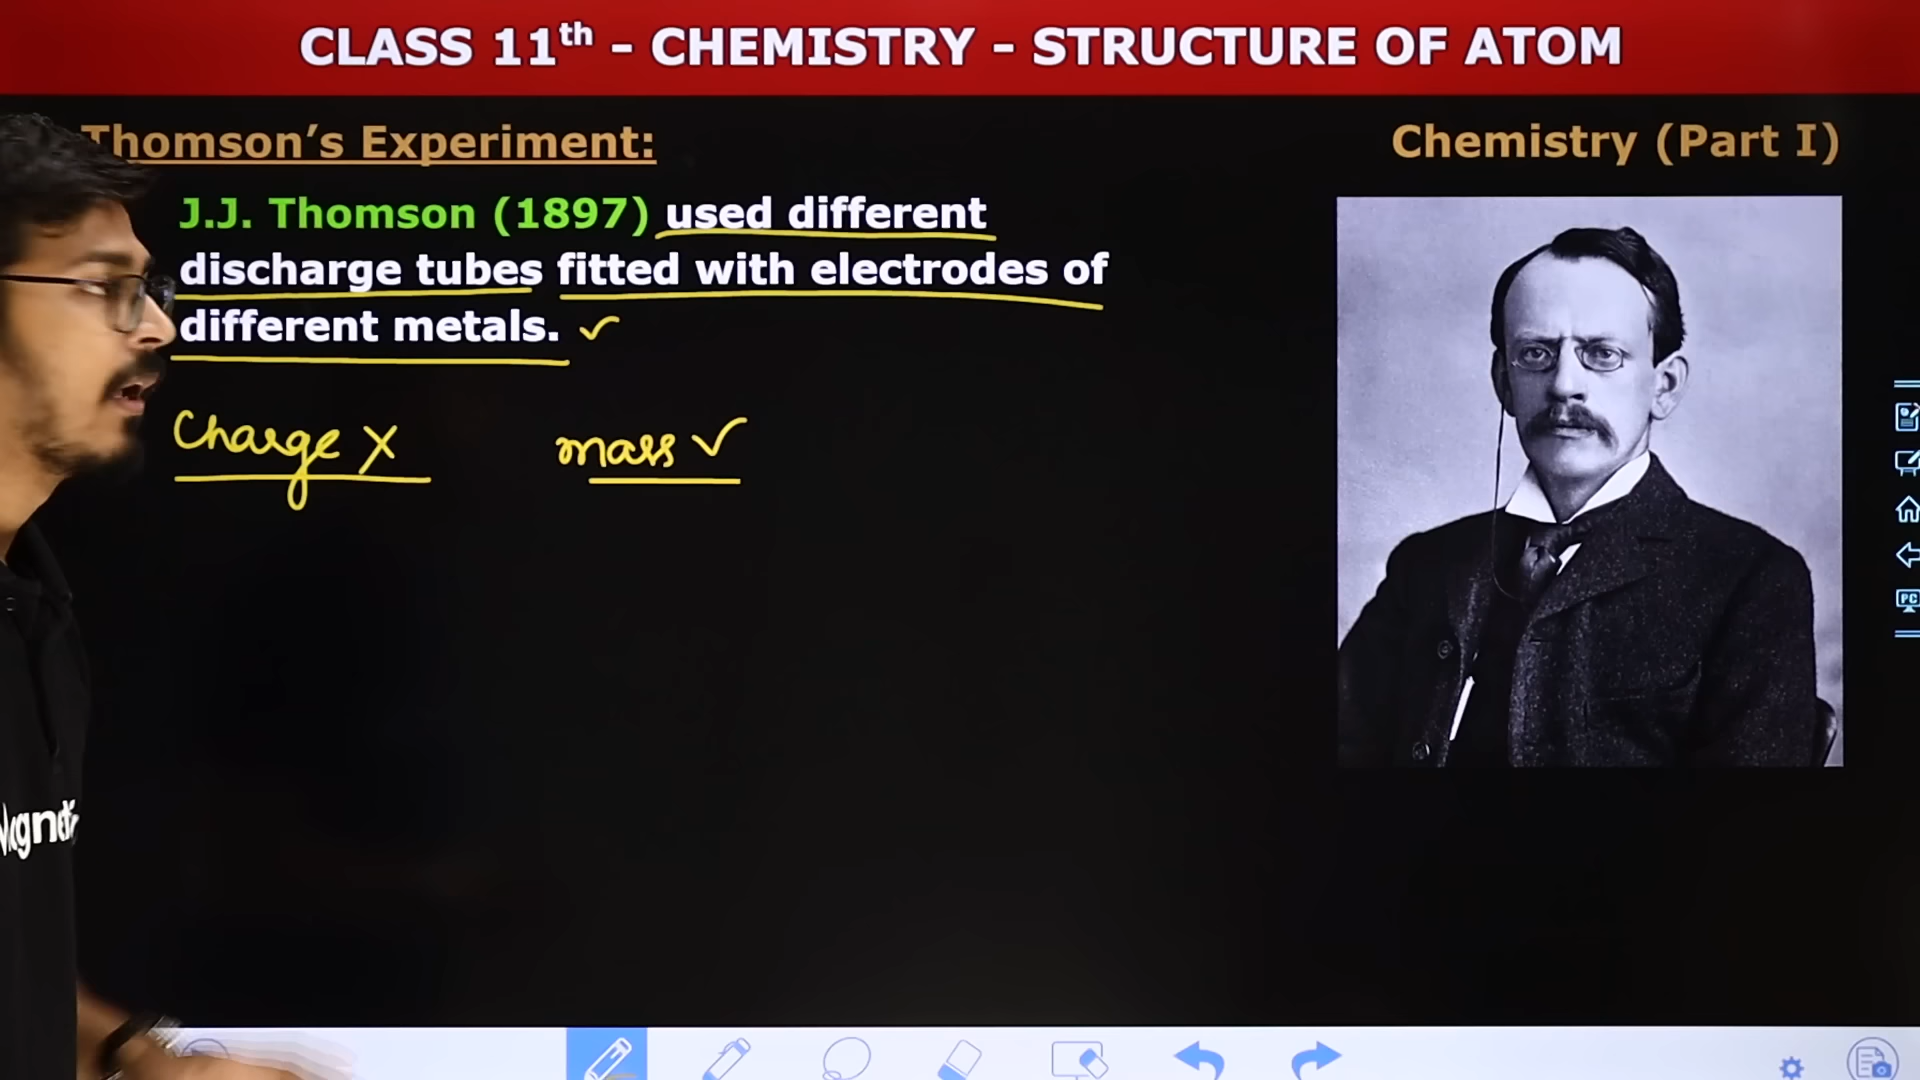 CLASS 11th - CHEMISTRY - STRUCTURE OF ATOM
Thomson's Experiment:
Chemistry (Part I)
J.J. Thomson (1897) used different
discharge tubes fitted with electrodes of
different metals. ✓
Charge X
mass ✓
PC